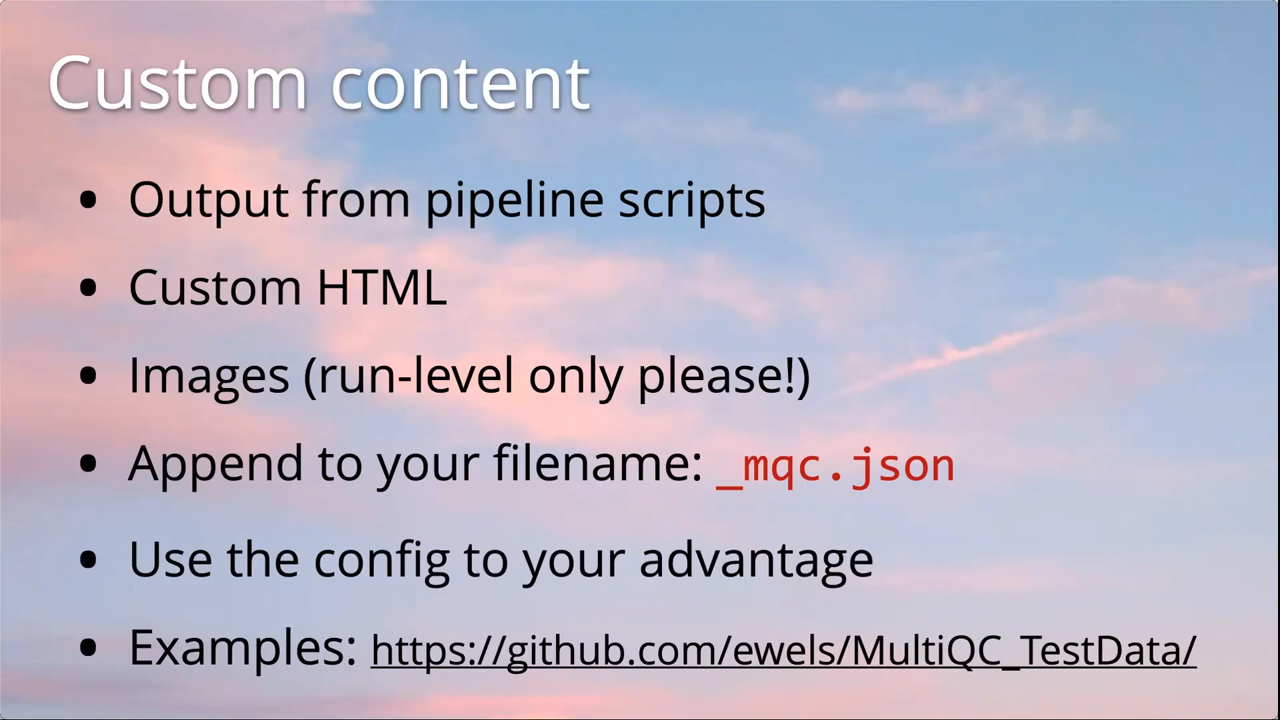 Custom content
• Output from pipeline scripts
• Custom HTML
• Images (run-level only please!)
• Append to your filename: _mqc.json
• Use the config to your advantage
• Examples: https://github.com/ewels/MultiQC_TestData/